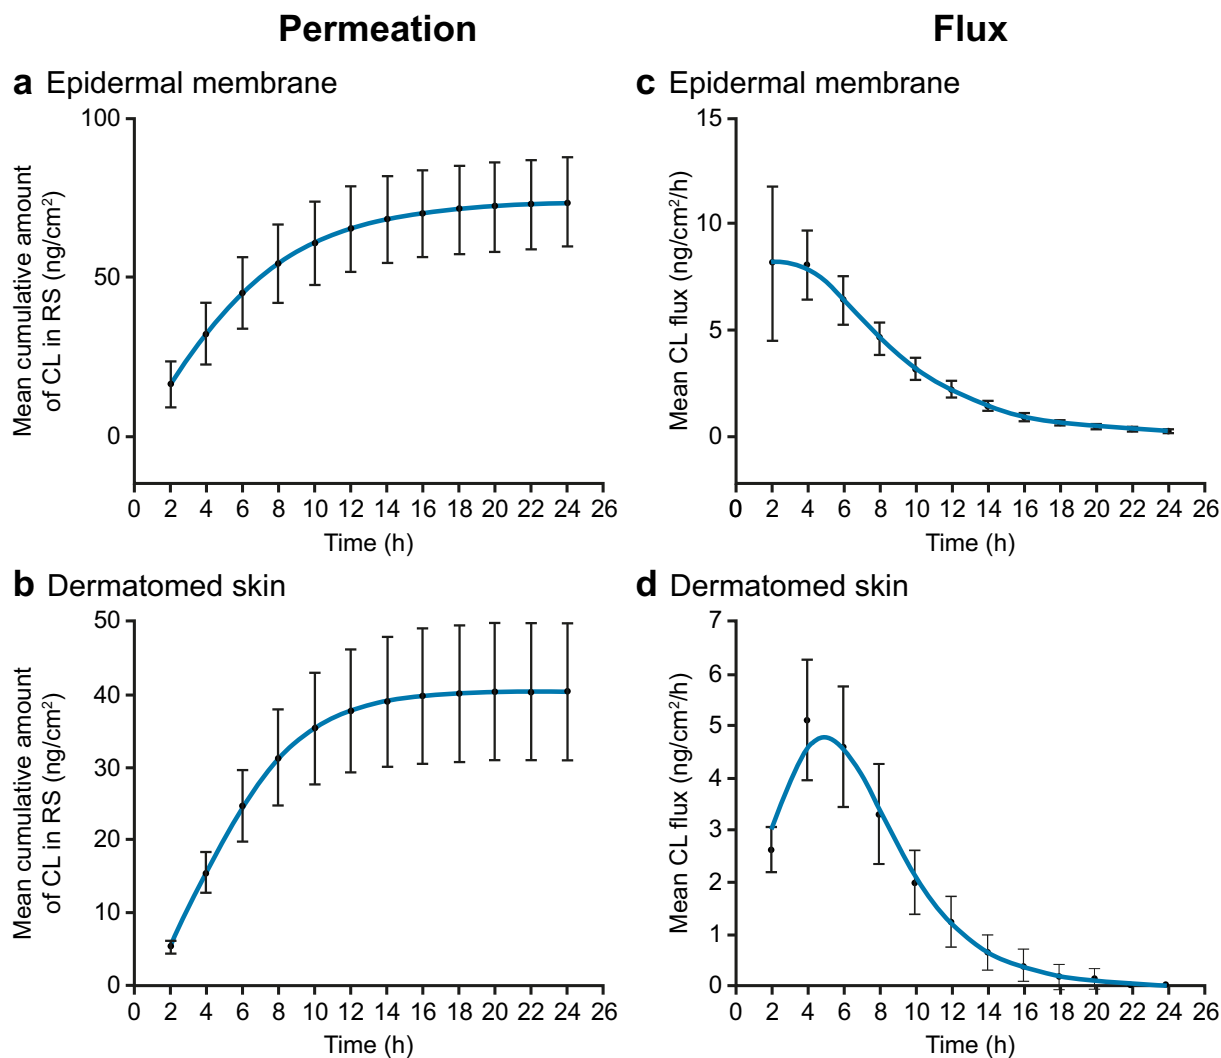 Permeation
Flux
a Epidermal membrane
100
50
0
Mean cumulative amount
of CL in RS (ng/cm²)
0 2 4 6 8 10 12 14 16 18 20 22 24 26
Time (h)
c Epidermal membrane
15
10
5
0
Mean CL flux (ng/cm²/h)
0 2 4 6 8 10 12 14 16 18 20 22 24 26
Time (h)
b Dermatomed skin
50
40
30
20
10
0
Mean cumulative amount
of CL in RS (ng/cm²)
0 2 4 6 8 10 12 14 16 18 20 22 24 26
Time (h)
d Dermatomed skin
7
6
5
4
3
2
1
0
Mean CL flux (ng/cm²/h)
0 2 4 6 8 10 12 14 16 18 20 22 24 26
Time (h)